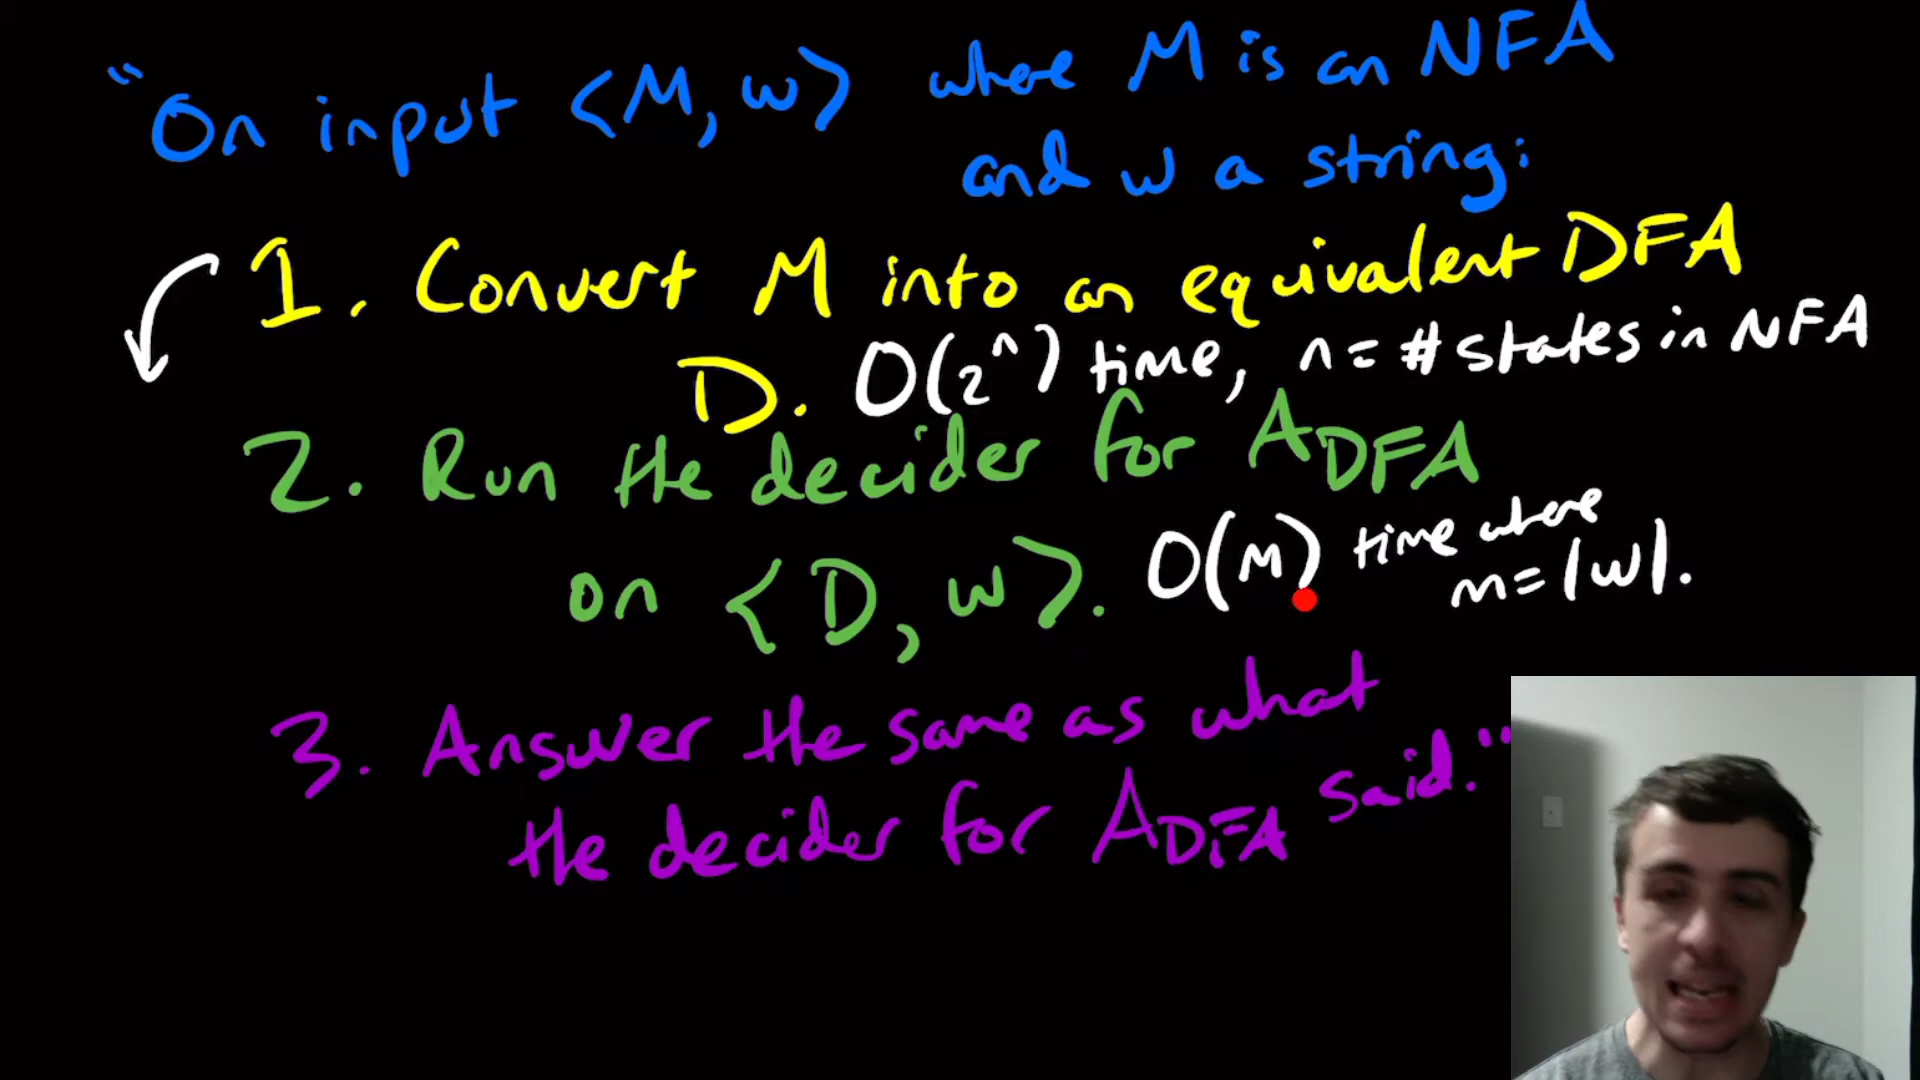 "On input ⟨M, w⟩ where M is an NFA
and w a string:
1. Convert M into an equivalent DFA
D. O(2ⁿ) time, n = # states in NFA
2. Run the decider for A_DFA
on ⟨D, w⟩. O(m) time where
m = |w|.
3. Answer the same as what
the decider for A_DFA said."